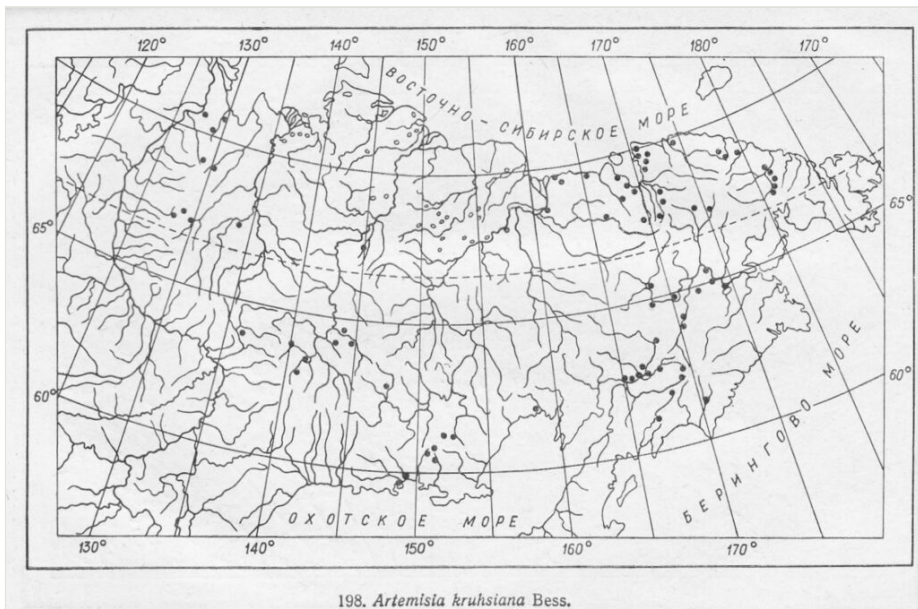 120° 130° 140° 150° 160° 170° 180° 170°
ВОСТОЧНО-СИБИРСКОЕ МОРЕ
65° 65°
60° 60°
БЕРИНГОВО МОРЕ
ОХОТСКОЕ МОРЕ
130° 140° 150° 160° 170°
198. Artemisia kruhsiana Bess.